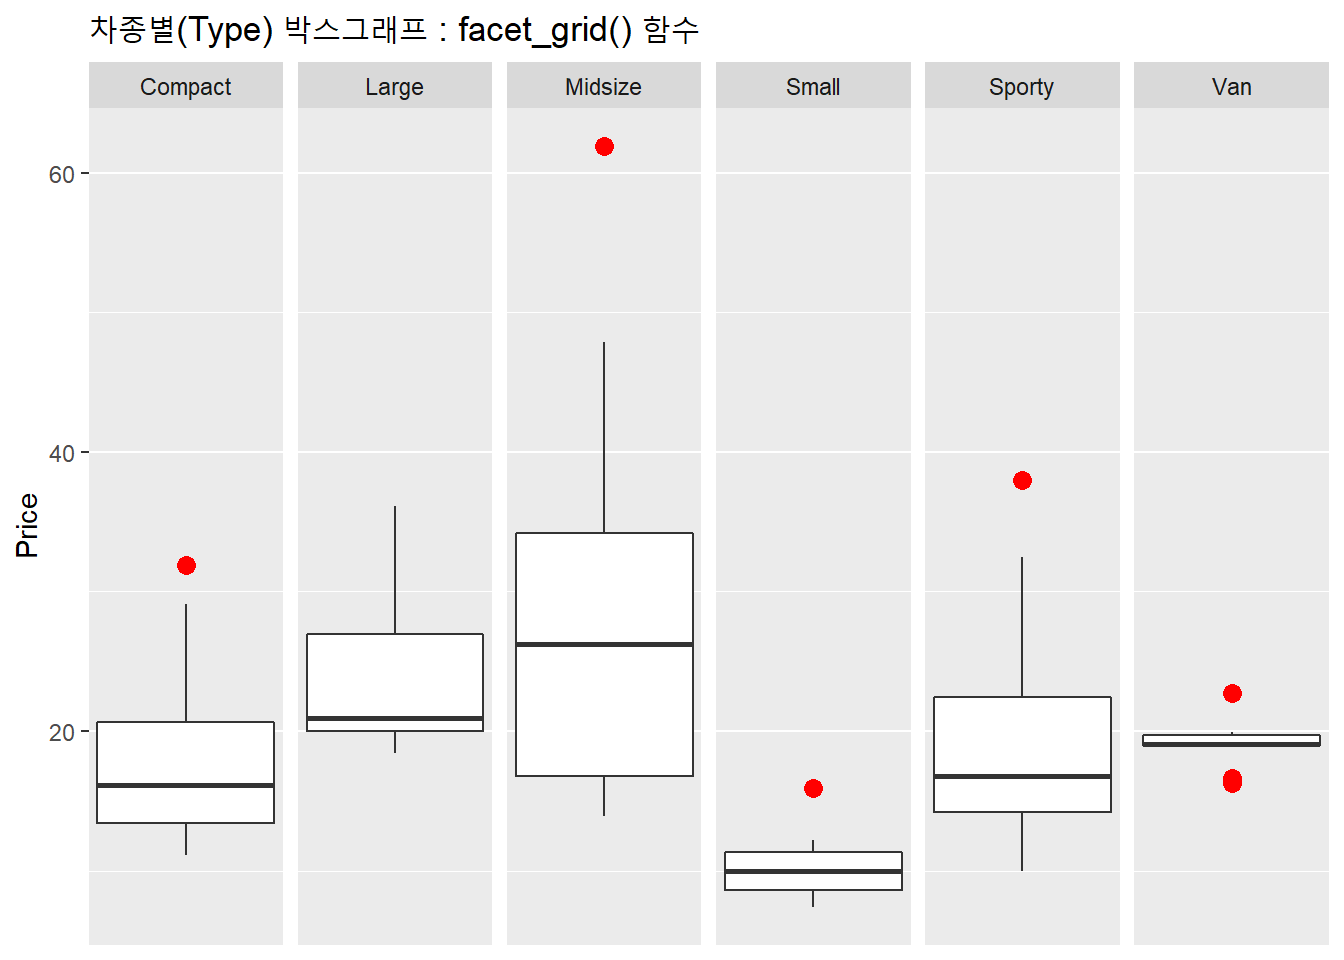 차종별(Type) 박스그래프 : facet_grid() 함수
Compact Large Midsize Small Sporty Van
60
40
20
Price